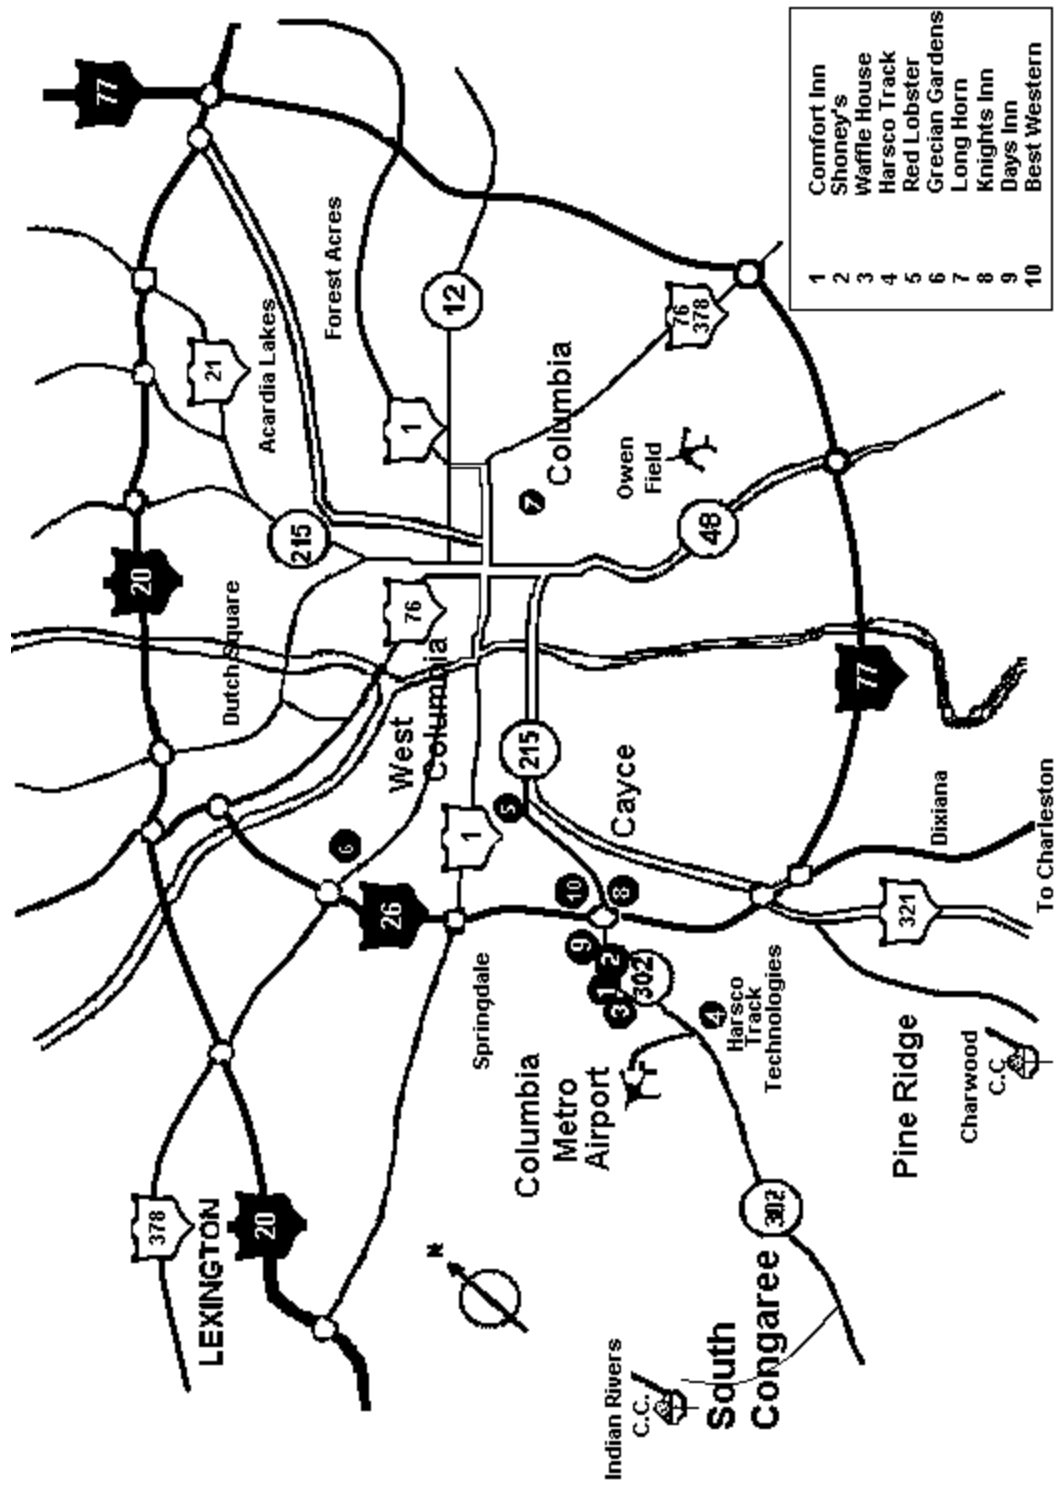 77
20
21
Acardia Lakes
Forest Acres
12
1
76
378
Columbia
Owen
Field
48
7
215
76
Dutch Square
West
Columbia
215
5
Cayce
77
Dixiana
To Charleston
321
1
6
26
10
8
9
2
1
3
302
4
Harsco
Track
Technologies
Springdale
Columbia
Metro
Airport
Pine Ridge
Charwood
C.C.
378
LEXINGTON
20
N
302
South
Congaree
Indian Rivers
C.C.
1 Comfort Inn
2 Shoney's
3 Waffle House
4 Harsco Track
5 Red Lobster
6 Grecian Gardens
7 Long Horn
8 Knights Inn
9 Days Inn
10 Best Western